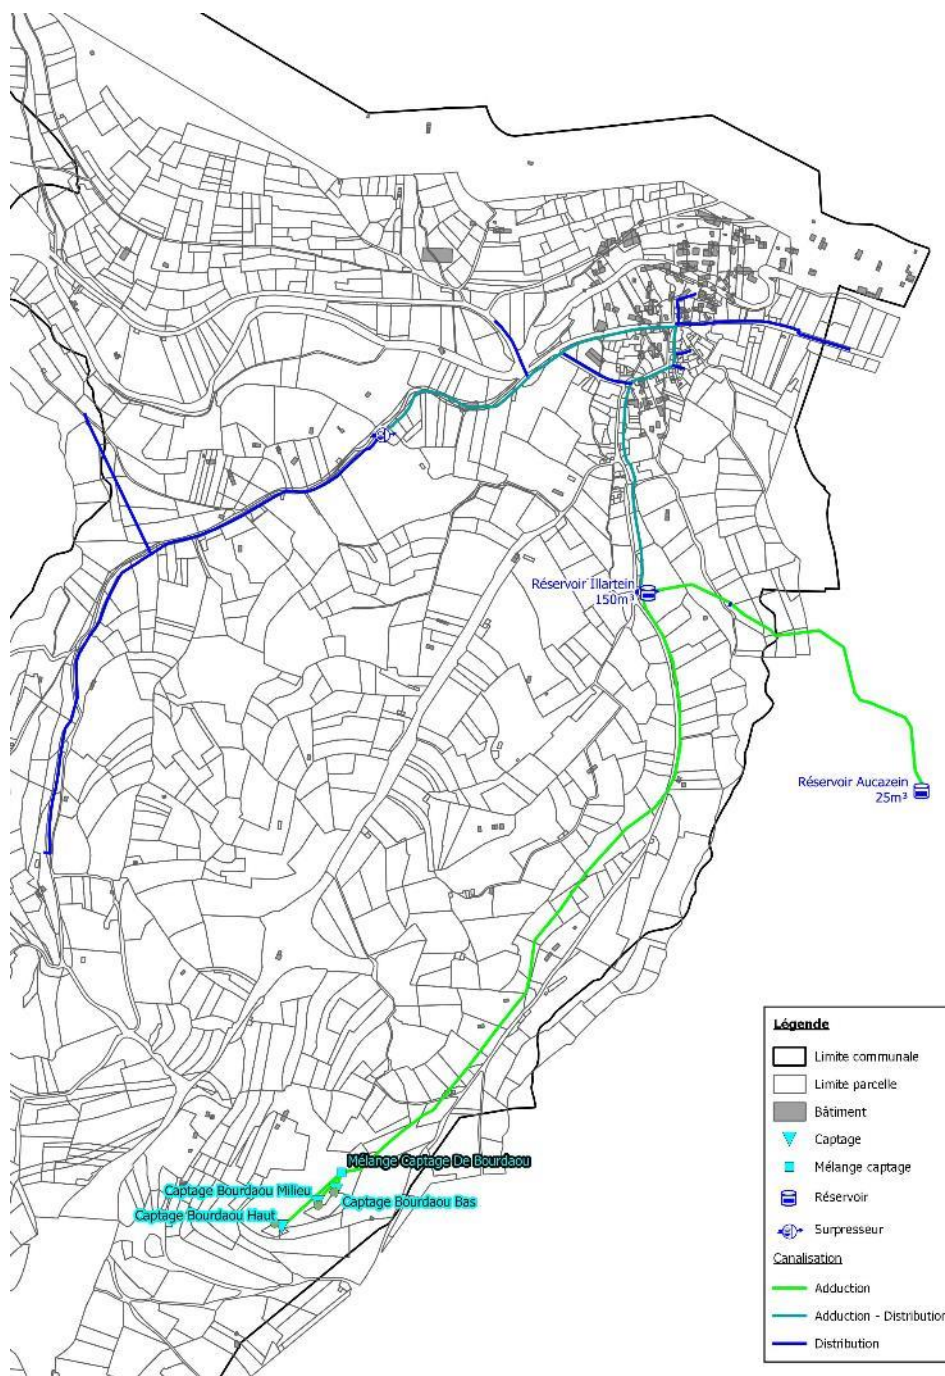 Réservoir Illartein
150m³
Réservoir Aucazein
25m³
Mélange Captage De Bourdaou
Captage Bourdaou Milieu
Captage Bourdaou Bas
Captage Bourdaou Haut
Légende
Limite communale
Limite parcelle
Bâtiment
Captage
Mélange captage
Réservoir
Surpresseur
Canalisation
Adduction
Adduction - Distribution
Distribution